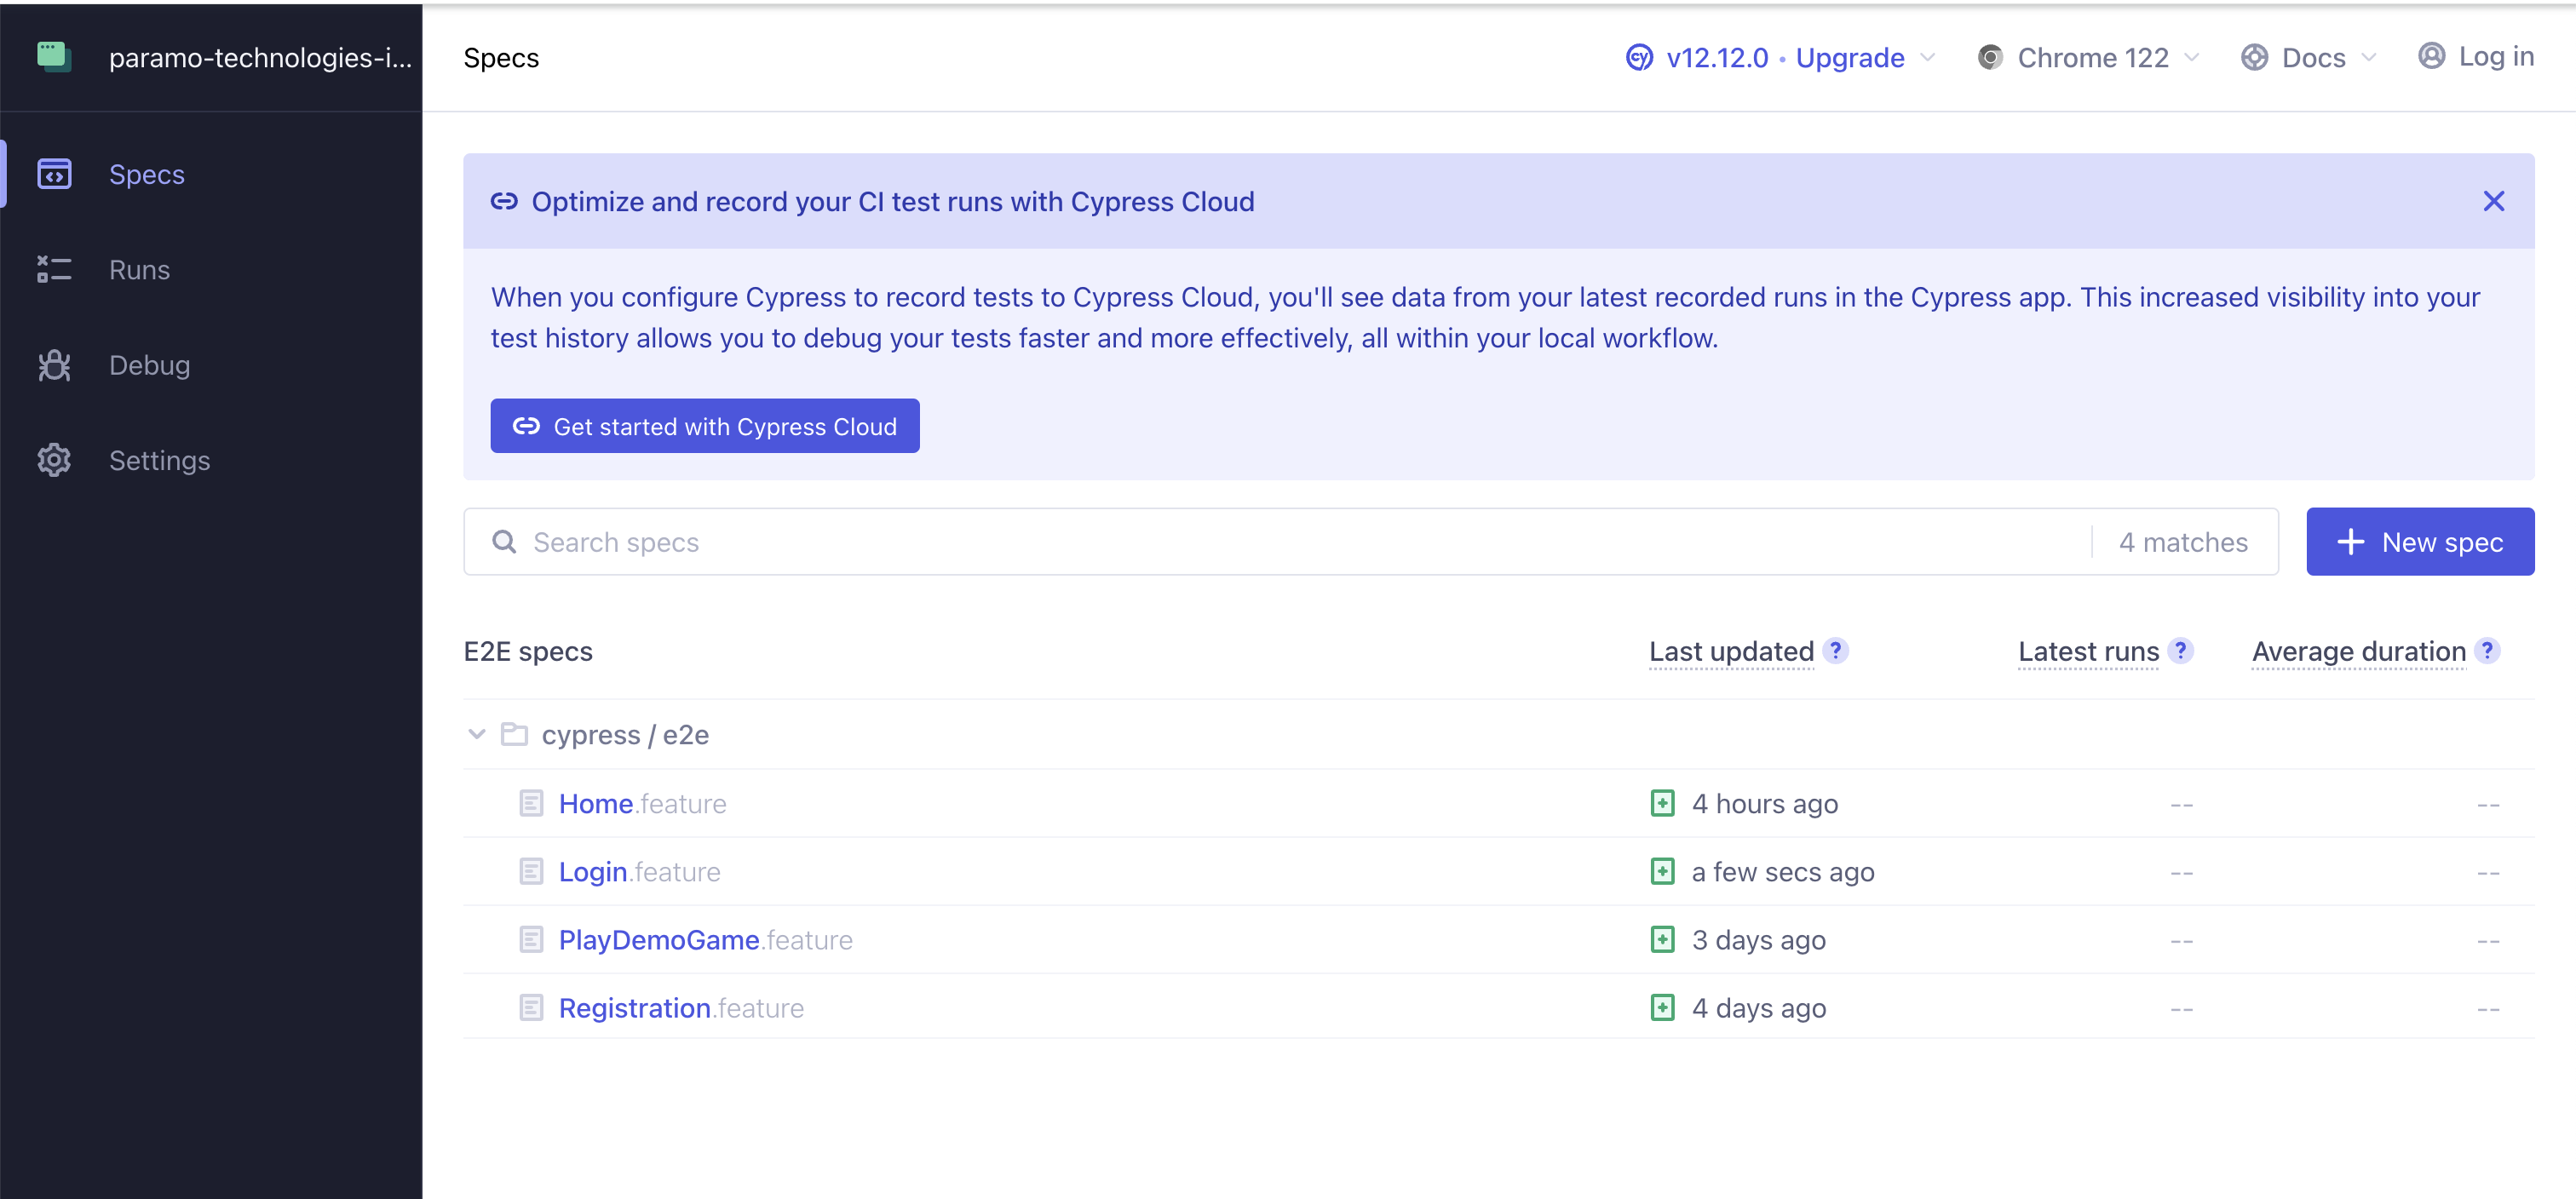 paramo-technologies-i...
Specs
v12.12.0 • Upgrade
Chrome 122
Docs
Log in
Specs
Runs
Debug
Settings
Optimize and record your CI test runs with Cypress Cloud
When you configure Cypress to record tests to Cypress Cloud, you'll see data from your latest recorded runs in the Cypress app. This increased visibility into your
test history allows you to debug your tests faster and more effectively, all within your local workflow.
Get started with Cypress Cloud
Search specs
4 matches
New spec
E2E specs
Last updated ?
Latest runs ?
Average duration ?
cypress / e2e
Home.feature
4 hours ago
--
--
Login.feature
a few secs ago
--
--
PlayDemoGame.feature
3 days ago
--
--
Registration.feature
4 days ago
--
--